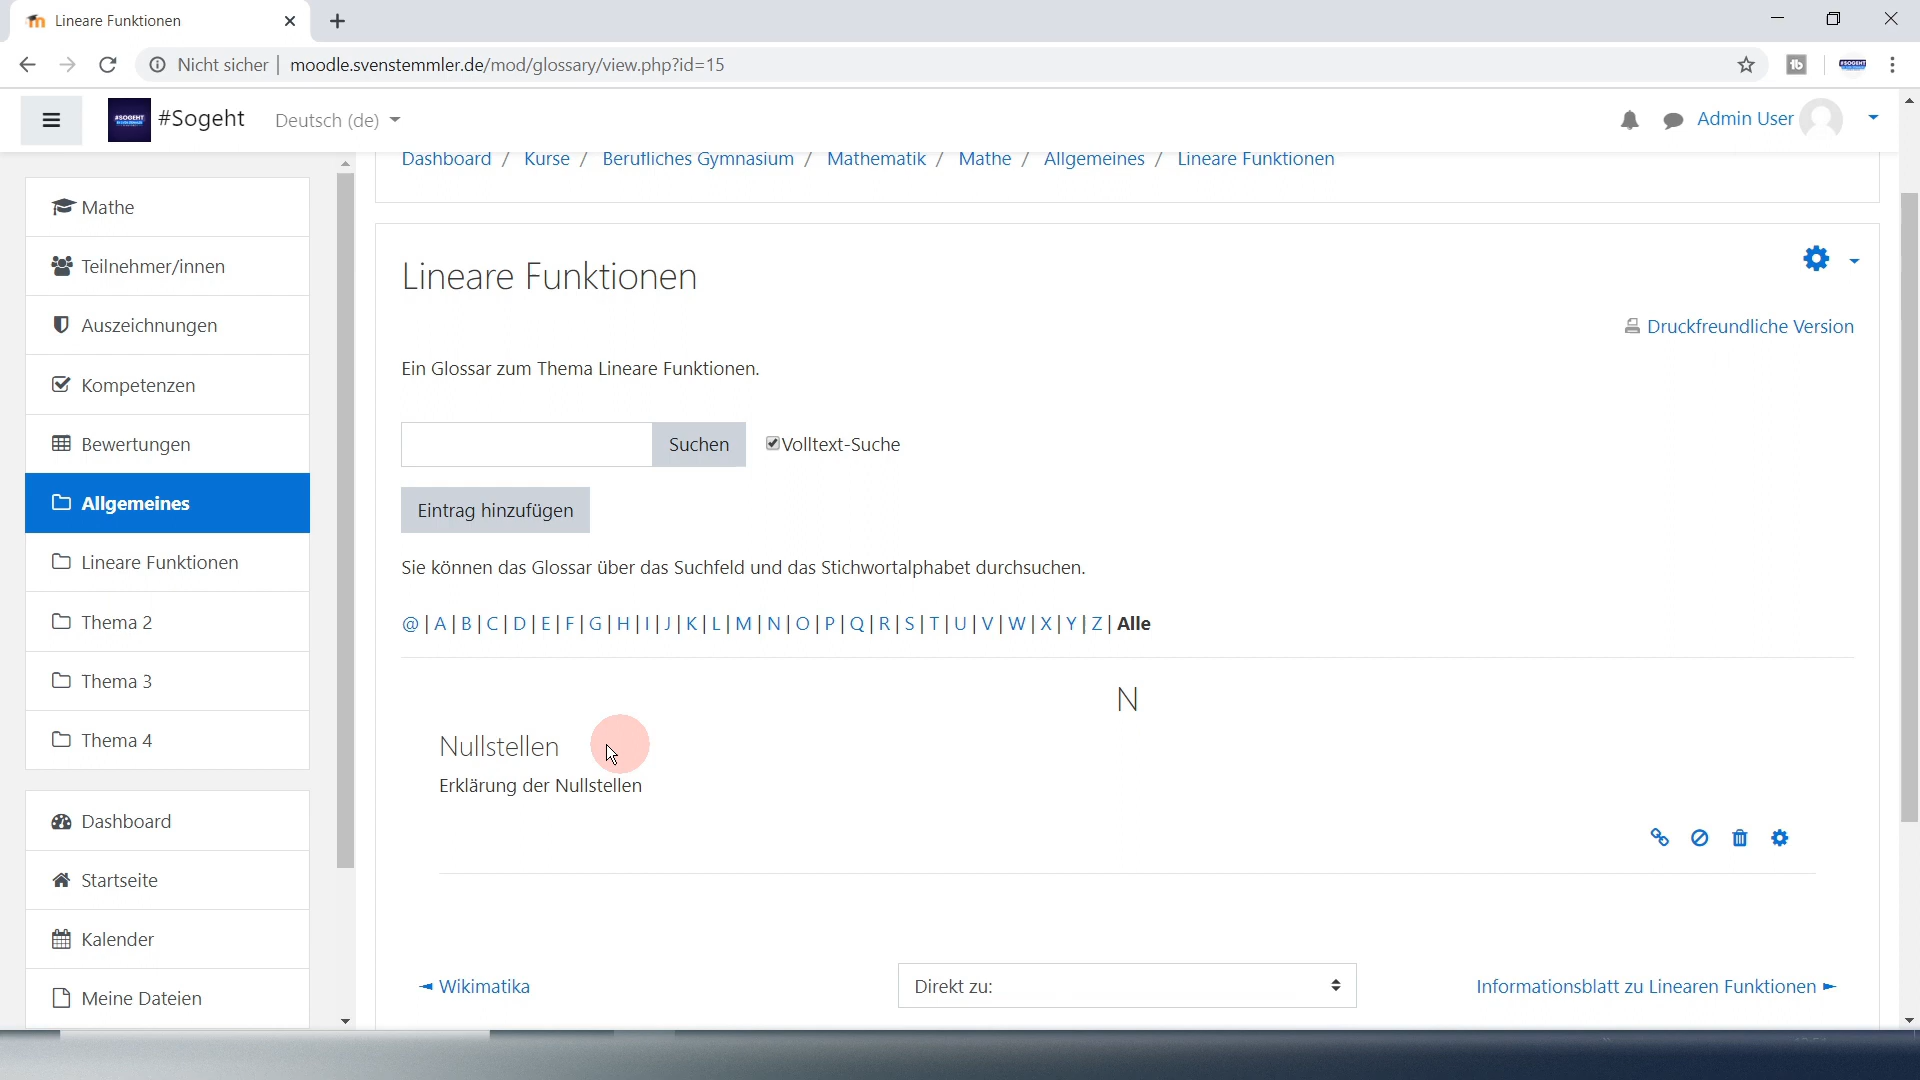 Lineare Funktionen
Nicht sicher | moodle.svenstemmler.de/mod/glossary/view.php?id=15
#Sogeht
Deutsch (de)
Admin User
Dashboard / Kurse / Berufliches Gymnasium / Mathematik / Mathe / Allgemeines / Lineare Funktionen
Mathe
Teilnehmer/innen
Auszeichnungen
Kompetenzen
Bewertungen
Allgemeines
Lineare Funktionen
Thema 2
Thema 3
Thema 4
Dashboard
Startseite
Kalender
Meine Dateien
Lineare Funktionen
Druckfreundliche Version
Ein Glossar zum Thema Lineare Funktionen.
Suchen
Volltext-Suche
Eintrag hinzufügen
Sie können das Glossar über das Suchfeld und das Stichwortalphabet durchsuchen.
@ | A | B | C | D | E | F | G | H | I | J | K | L | M | N | O | P | Q | R | S | T | U | V | W | X | Y | Z | Alle
N
Nullstellen
Erklärung der Nullstellen
◄ Wikimatika
Direkt zu:
Informationsblatt zu Linearen Funktionen ►